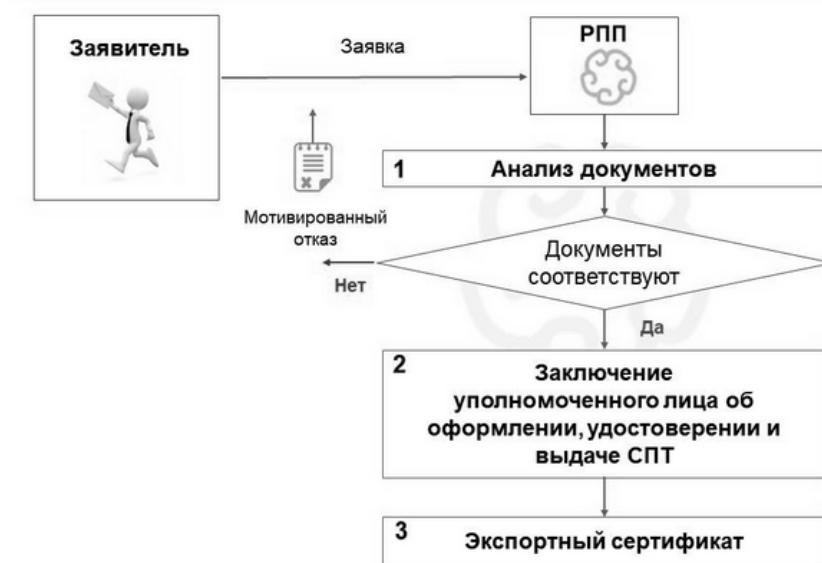 Заявитель
Заявка
РПП
1 Анализ документов
Мотивированный
отказ
Документы
соответствуют
Нет
Да
2 Заключение
уполномоченного лица об
оформлении, удостоверении и
выдаче СПТ
3 Экспортный сертификат